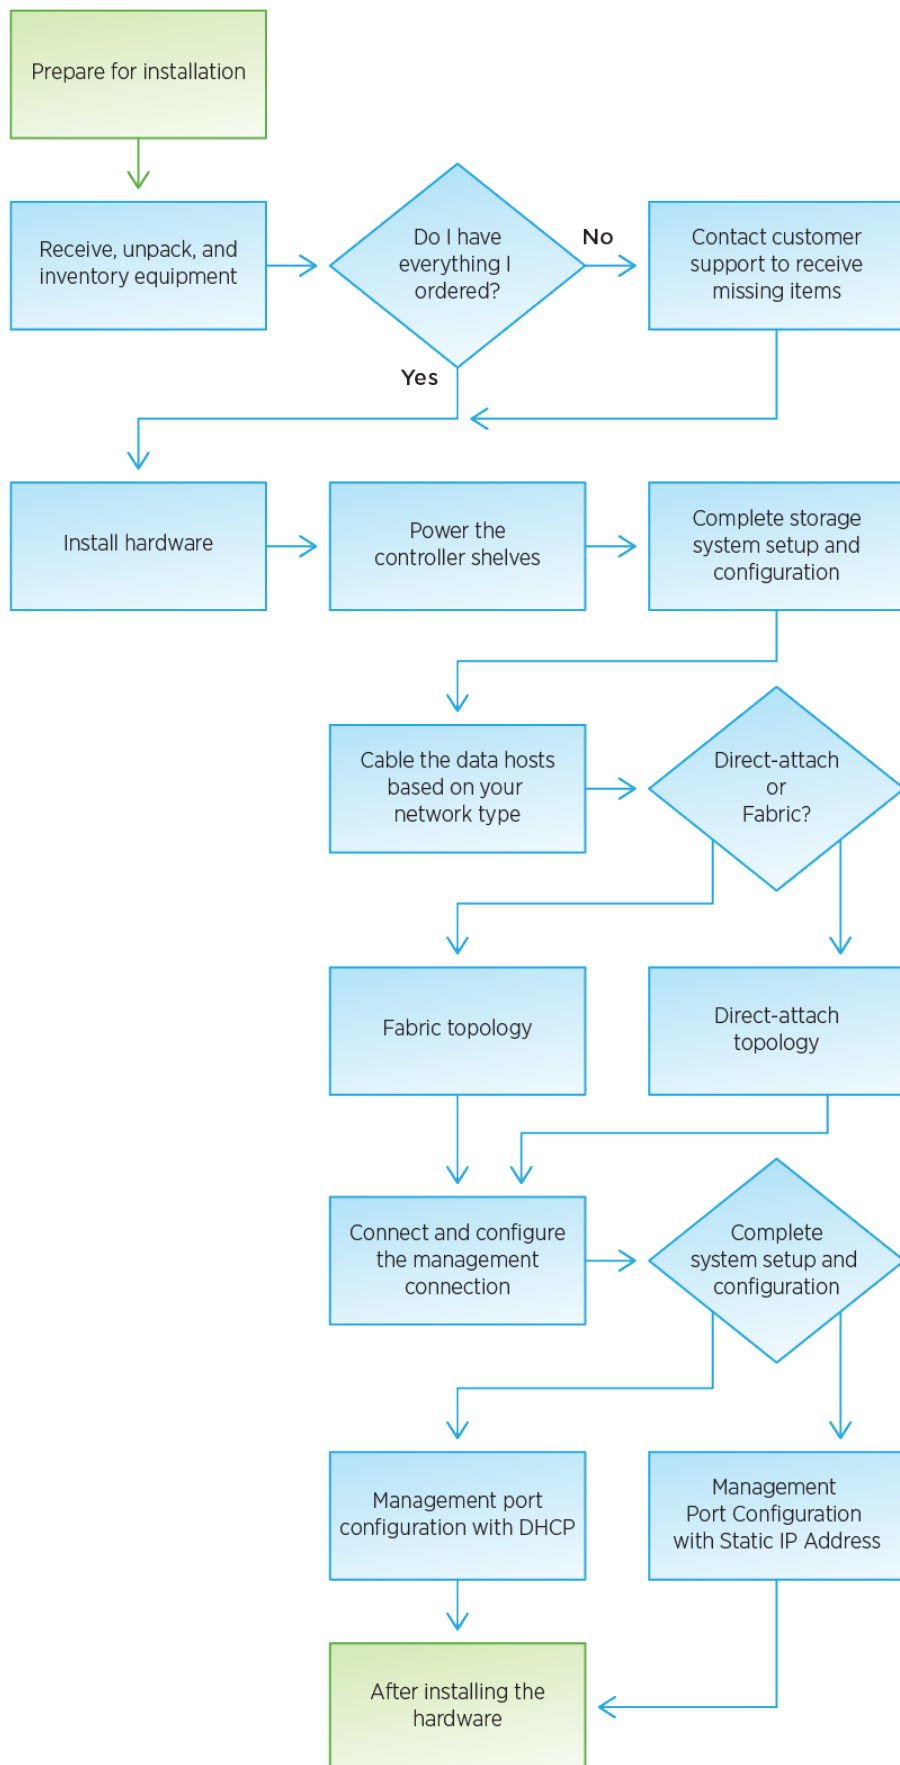 Prepare for installation
Receive, unpack, and
inventory equipment
Do I have
everything I
ordered?
No
Contact customer
support to receive
missing items
Yes
Install hardware
Power the
controller shelves
Complete storage
system setup and
configuration
Cable the data hosts
based on your
network type
Direct-attach
or
Fabric?
Fabric topology
Direct-attach
topology
Connect and configure
the management
connection
Complete
system setup and
configuration
Management port
configuration with DHCP
Management
Port Configuration
with Static IP Address
After installing the
hardware